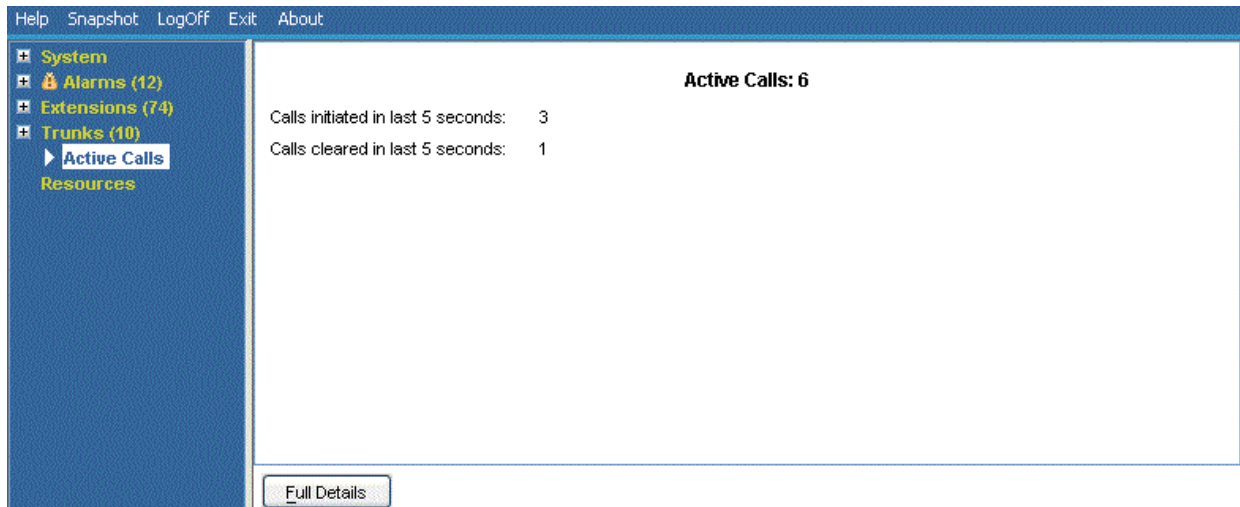 Help Snapshot LogOff Exit About
System
Alarms (12)
Extensions (74)
Trunks (10)
Active Calls
Resources
Active Calls: 6
Calls initiated in last 5 seconds: 3
Calls cleared in last 5 seconds: 1
Full Details